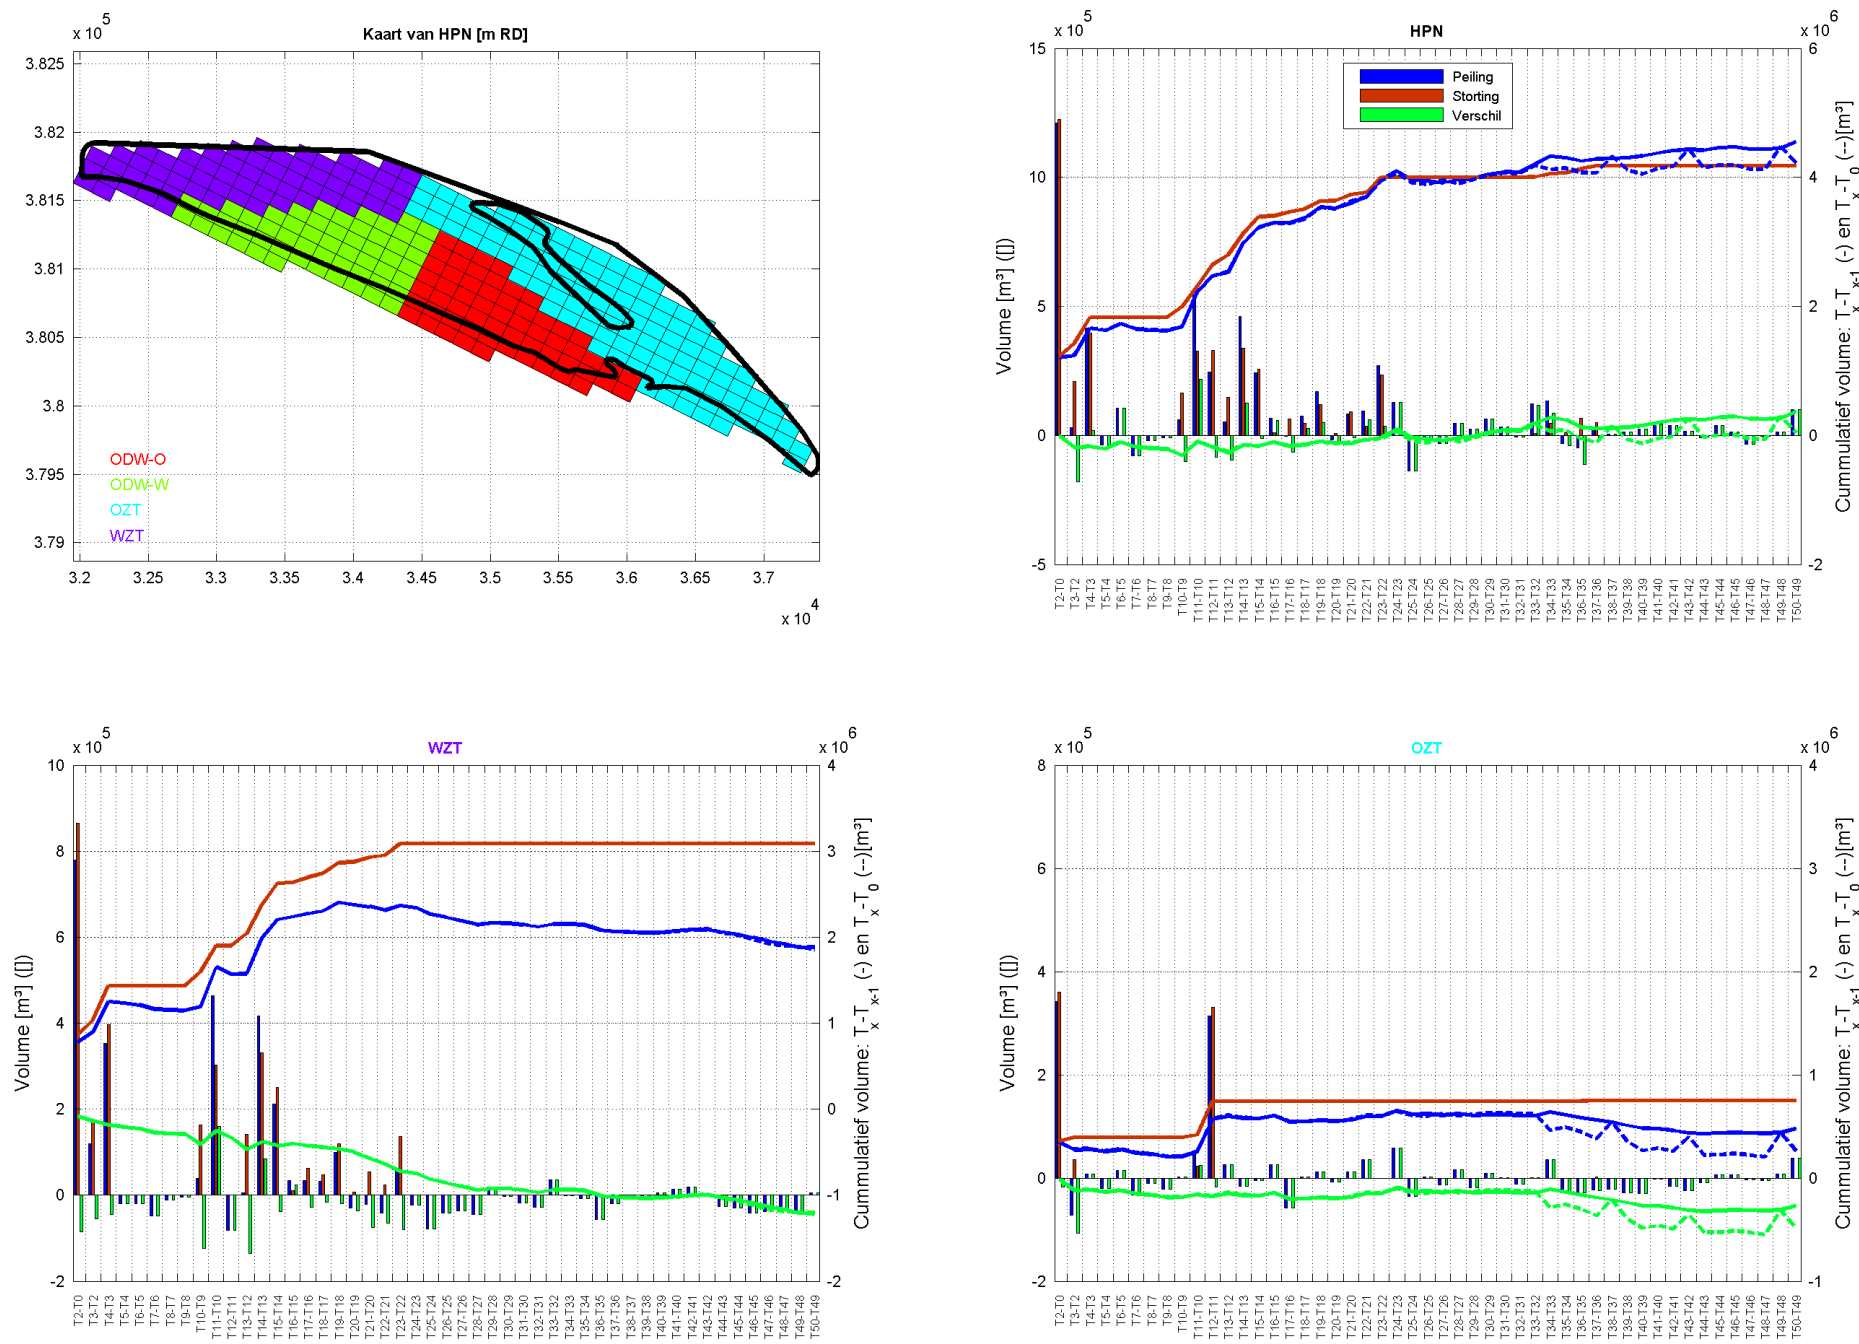 x 10^5
Kaart van HPN [m RD]
3.825
3.82
3.815
3.81
3.805
3.8
3.795
3.79
ODW-O
ODW-W
OZT
WZT
3.2 3.25 3.3 3.35 3.4 3.45 3.5 3.55 3.6 3.65 3.7
x 10^4
x 10^5
HPN
x 10^6
Peiling
Storting
Verschil
15
10
5
0
-5
6
4
2
0
-2
Volume [m³] ([])
Cummulatief volume: T_x-T_x-1 (-) en T_x-T_0 (--)[m³]
T2-T0 T3-T2 T4-T3 T5-T4 T6-T5 T7-T6 T8-T7 T9-T8 T10-T9 T11-T10 T12-T11 T13-T12 T14-T13 T15-T14 T16-T15 T17-T16 T18-T17 T19-T18 T20-T19 T21-T20 T22-T21 T23-T22 T24-T23 T25-T24 T26-T25 T27-T26 T28-T27 T29-T28 T30-T29 T31-T30 T32-T31 T33-T32 T34-T33 T35-T34 T36-T35 T37-T36 T38-T37 T39-T38 T40-T39 T41-T40 T42-T41 T43-T42 T44-T43 T45-T44 T46-T45 T47-T46 T48-T47 T49-T48 T50-T49
x 10^5
WZT
x 10^6
10
8
6
4
2
0
-2
4
3
2
1
0
-1
-2
Volume [m³] ([])
Cummulatief volume: T_x-T_x-1 (-) en T_x-T_0 (--)[m³]
T2-T0 T3-T2 T4-T3 T5-T4 T6-T5 T7-T6 T8-T7 T9-T8 T10-T9 T11-T10 T12-T11 T13-T12 T14-T13 T15-T14 T16-T15 T17-T16 T18-T17 T19-T18 T20-T19 T21-T20 T22-T21 T23-T22 T24-T23 T25-T24 T26-T25 T27-T26 T28-T27 T29-T28 T30-T29 T31-T30 T32-T31 T33-T32 T34-T33 T35-T34 T36-T35 T37-T36 T38-T37 T39-T38 T40-T39 T41-T40 T42-T41 T43-T42 T44-T43 T45-T44 T46-T45 T47-T46 T48-T47 T49-T48 T50-T49
x 10^5
OZT
x 10^6
8
6
4
2
0
-2
4
3
2
1
0
-1
Volume [m³] ([])
Cummulatief volume: T_x-T_x-1 (-) en T_x-T_0 (--)[m³]
T2-T0 T3-T2 T4-T3 T5-T4 T6-T5 T7-T6 T8-T7 T9-T8 T10-T9 T11-T10 T12-T11 T13-T12 T14-T13 T15-T14 T16-T15 T17-T16 T18-T17 T19-T18 T20-T19 T21-T20 T22-T21 T23-T22 T24-T23 T25-T24 T26-T25 T27-T26 T28-T27 T29-T28 T30-T29 T31-T30 T32-T31 T33-T32 T34-T33 T35-T34 T36-T35 T37-T36 T38-T37 T39-T38 T40-T39 T41-T40 T42-T41 T43-T42 T44-T43 T45-T44 T46-T45 T47-T46 T48-T47 T49-T48 T50-T49